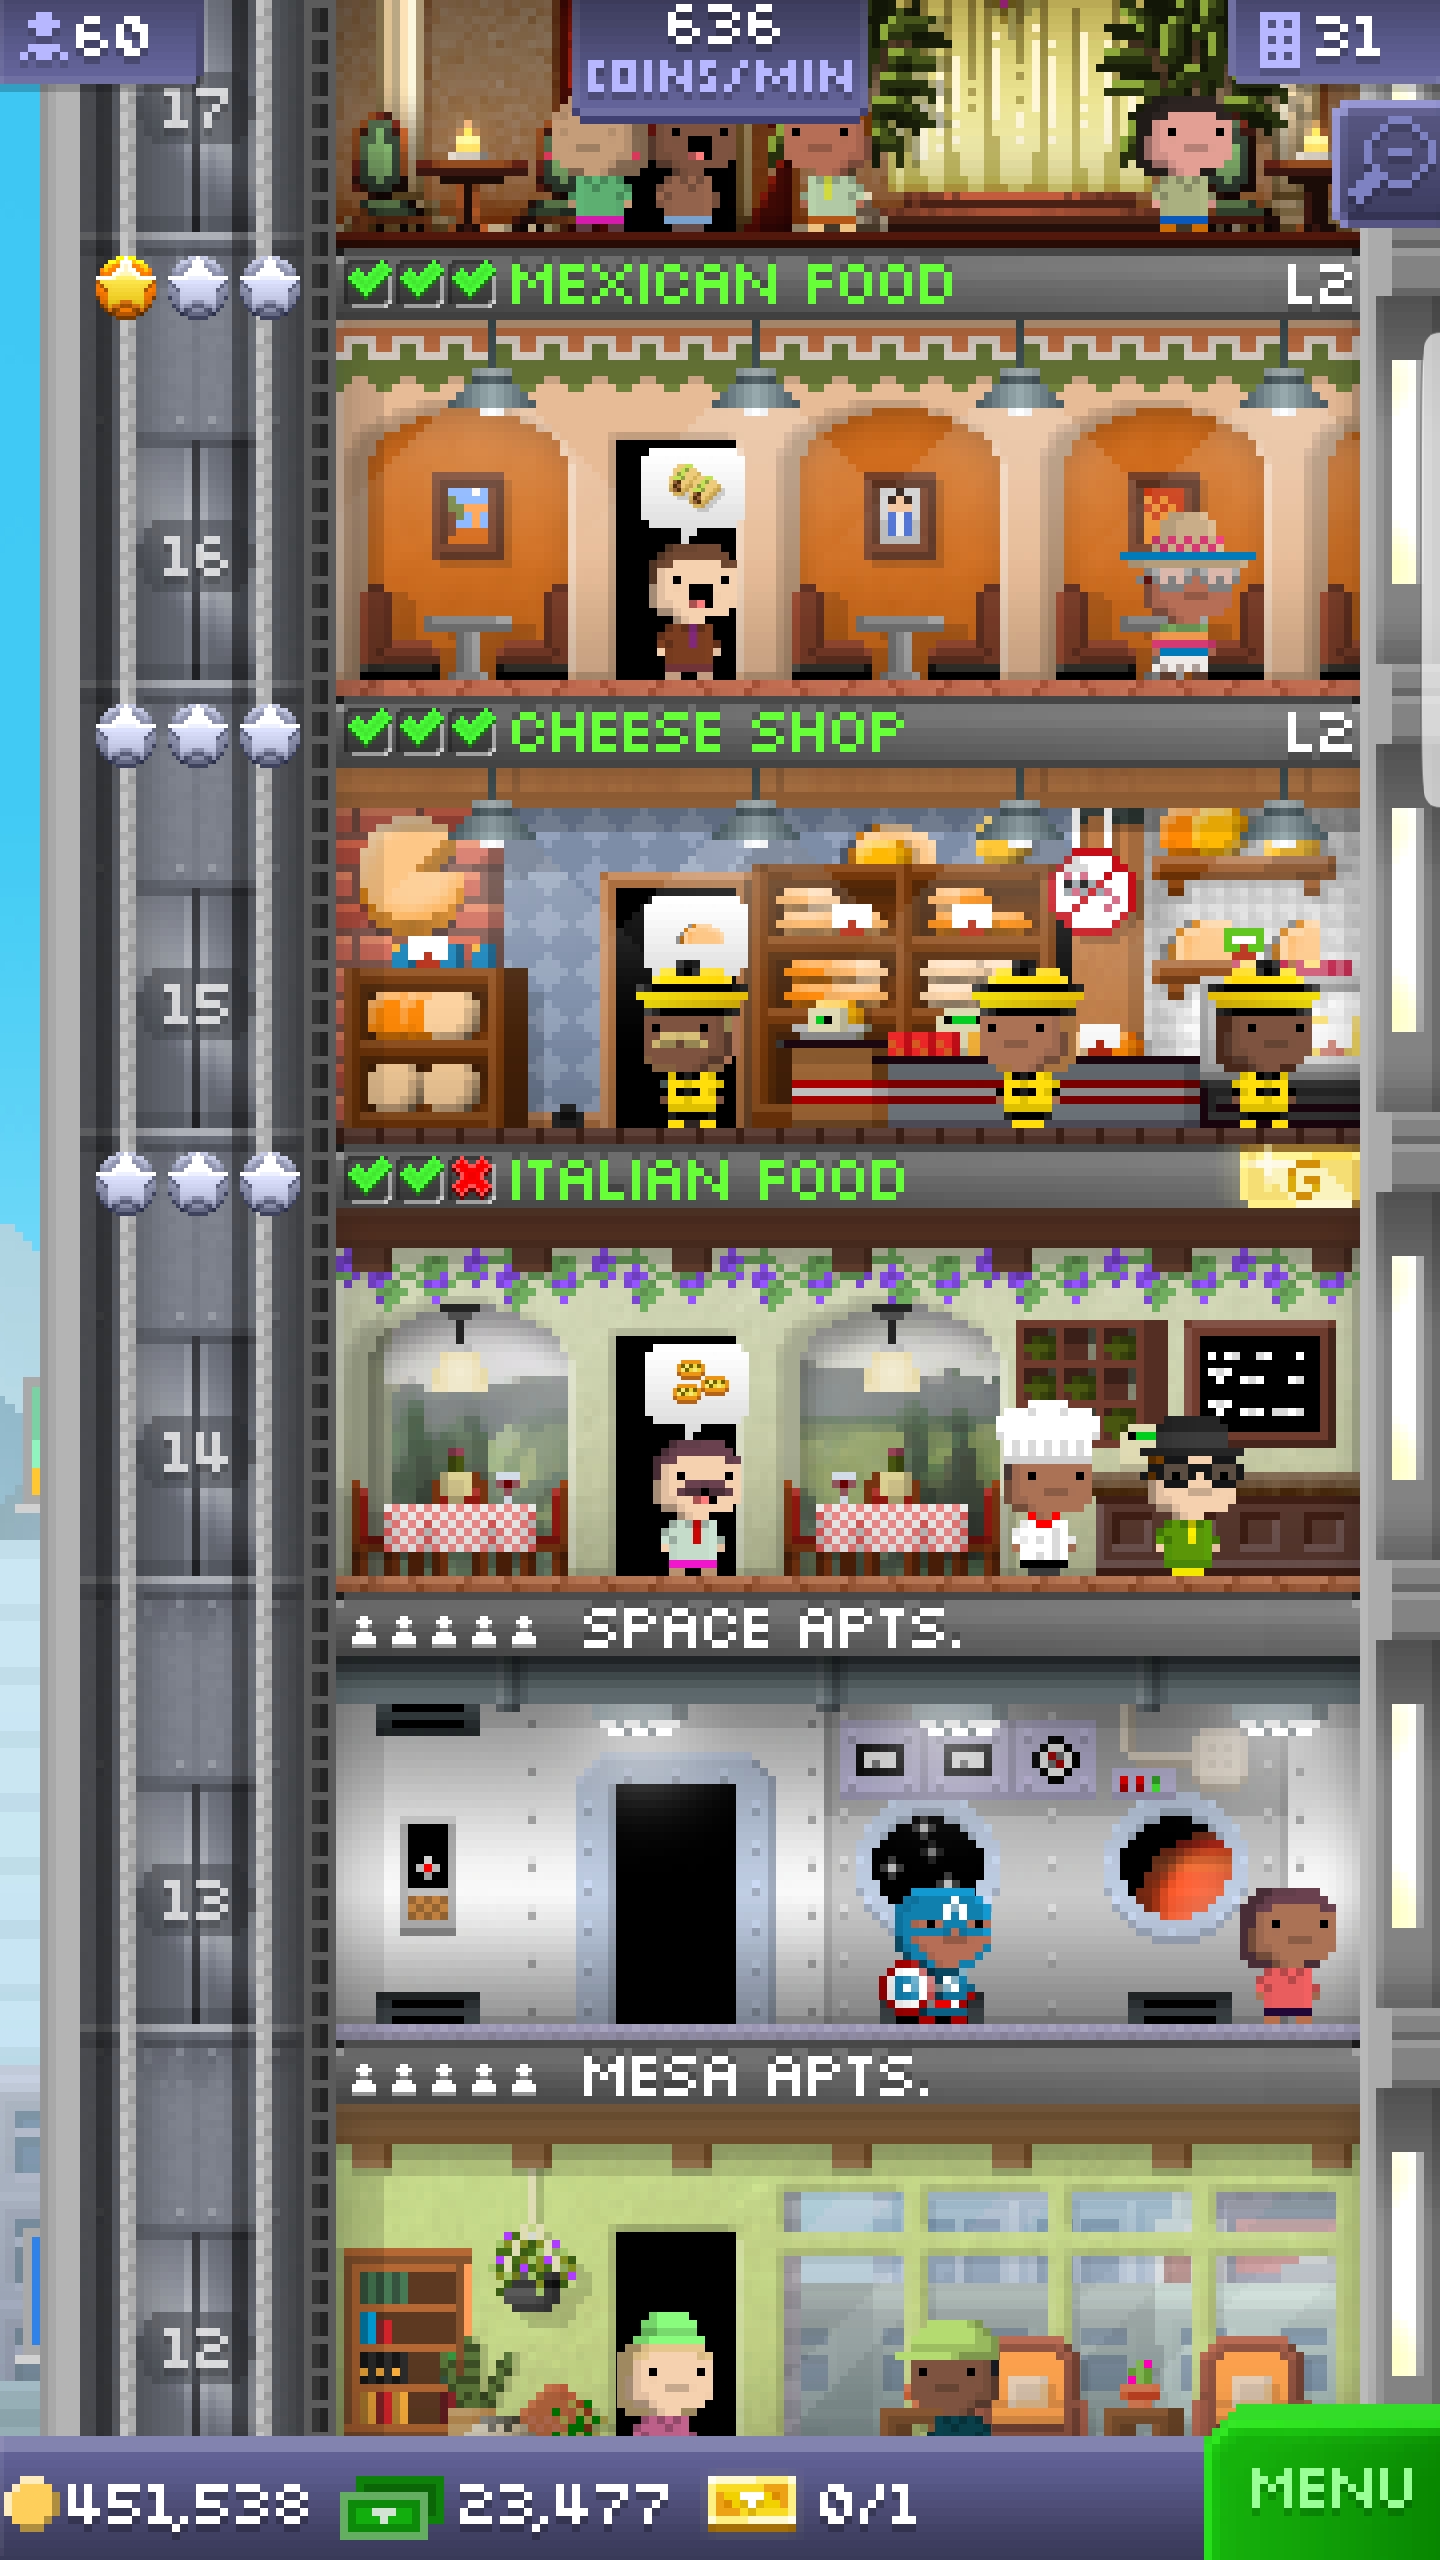 60
636
COINS/MIN
31
17
MEXICAN FOOD L2
16
CHEESE SHOP L2
15
ITALIAN FOOD G
14
SPACE APTS.
13
A
MESA APTS.
12
451,538 23,477 0/1
MENU